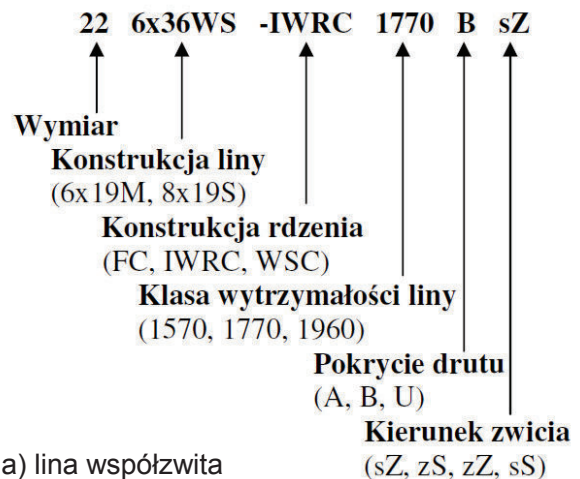 22 6x36WS -IWRC 1770 B sZ
Wymiar
Konstrukcja liny
(6x19M, 8x19S)
Konstrukcja rdzenia
(FC, IWRC, WSC)
Klasa wytrzymałości liny
(1570, 1770, 1960)
Pokrycie drutu
(A, B, U)
Kierunek zwicia
a) lina współzwita (sZ, zS, zZ, sS)